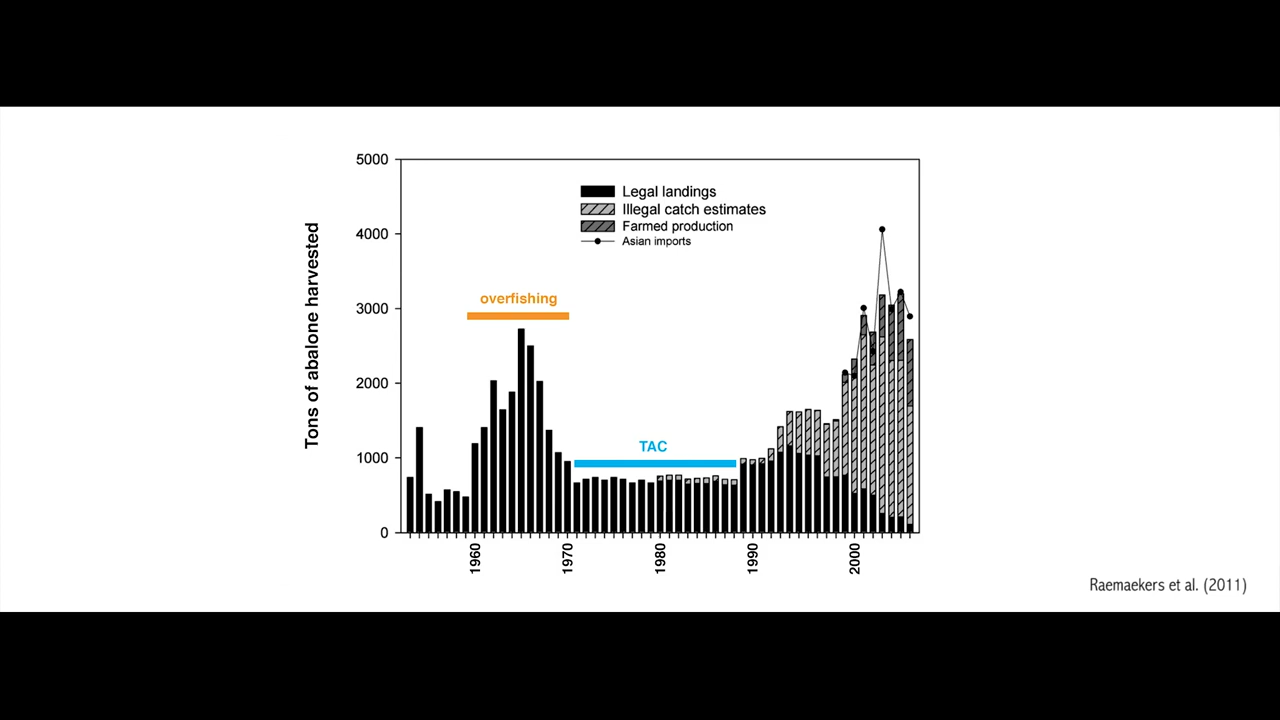 Tons of abalone harvested
5000
4000
3000
2000
1000
0
Legal landings
Illegal catch estimates
Farmed production
Asian imports
overfishing
TAC
1960
1970
1980
1990
2000
Raemaekers et al. (2011)